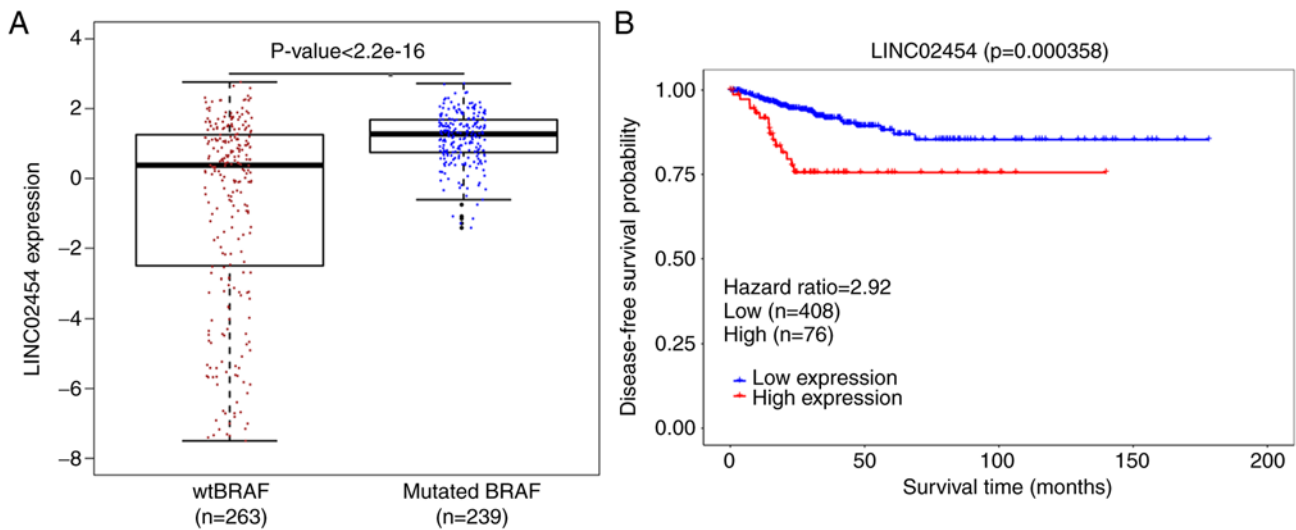 A
P-value<2.2e-16
LINC02454 expression
4
2
0
−2
−4
−6
−8
wtBRAF
(n=263)
Mutated BRAF
(n=239)
B
LINC02454 (p=0.000358)
Disease-free survival probability
1.00
0.75
0.50
0.25
0.00
Hazard ratio=2.92
Low (n=408)
High (n=76)
Low expression
High expression
0
50
100
150
200
Survival time (months)